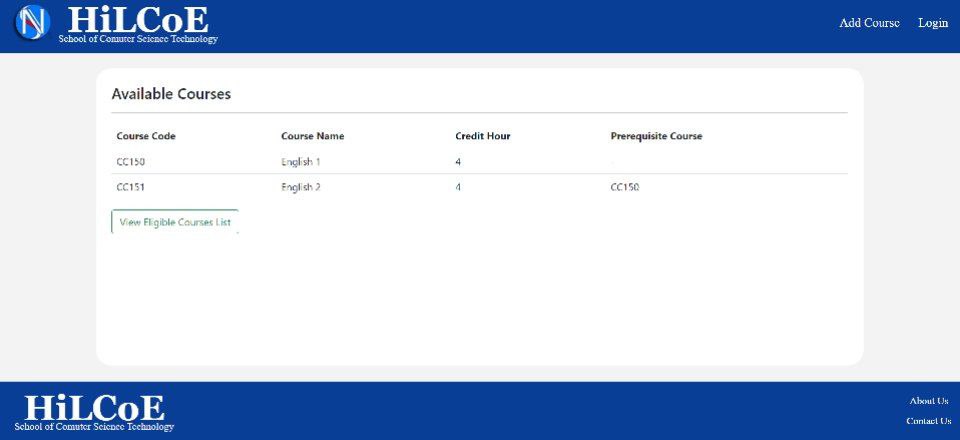 HiLCoE
School of Comuter Science Technology
Add Course Login
Available Courses
Course Code Course Name Credit Hour Prerequisite Course
CC150 English 1 4 -
CC151 English 2 4 CC150
View Eligible Courses List
HiLCoE
School of Comuter Science Technology
About Us
Contact Us